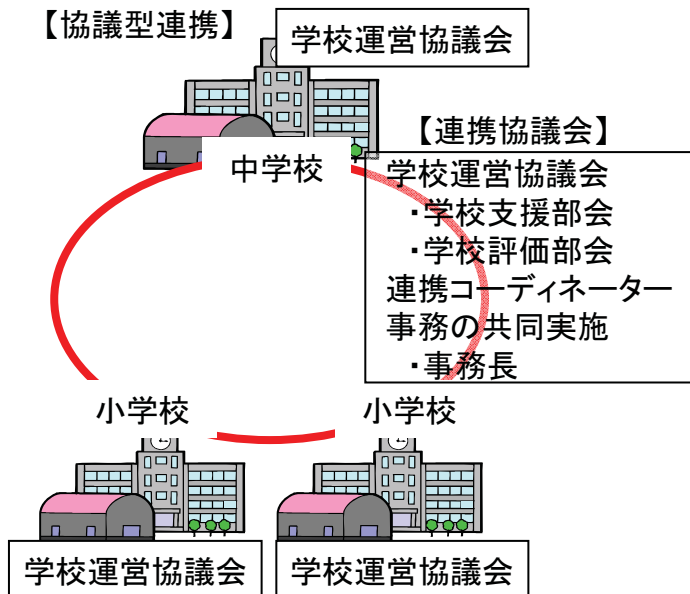 【協議型連携】
学校運営協議会
中学校
【連携協議会】
学校運営協議会
・学校支援部会
・学校評価部会
連携コーディネーター
事務の共同実施
・事務長
小学校
小学校
学校運営協議会
学校運営協議会